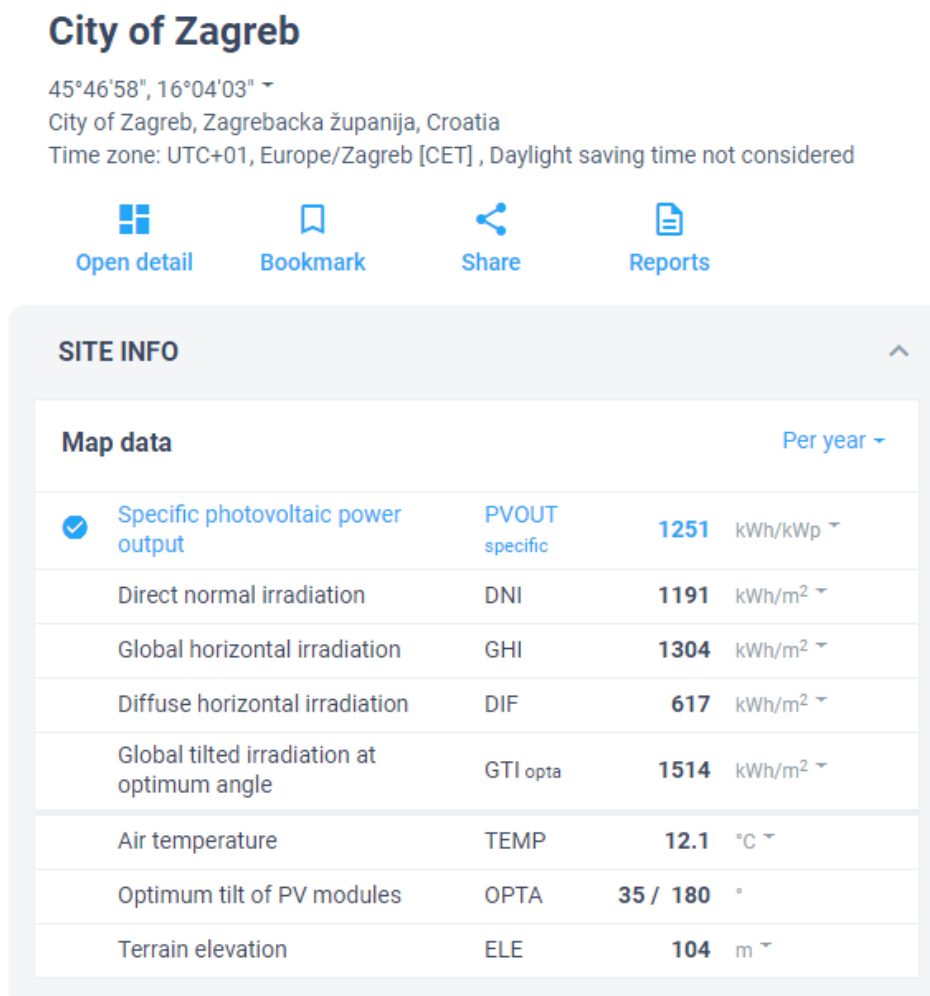 City of Zagreb
45°46'58", 16°04'03"
City of Zagreb, Zagrebacka županija, Croatia
Time zone: UTC+01, Europe/Zagreb [CET] , Daylight saving time not considered
Open detail Bookmark Share Reports
SITE INFO
Map data Per year
Specific photovoltaic power output PVOUT specific 1251 kWh/kWp
Direct normal irradiation DNI 1191 kWh/m²
Global horizontal irradiation GHI 1304 kWh/m²
Diffuse horizontal irradiation DIF 617 kWh/m²
Global tilted irradiation at optimum angle GTI opta 1514 kWh/m²
Air temperature TEMP 12.1 °C
Optimum tilt of PV modules OPTA 35 / 180 °
Terrain elevation ELE 104 m